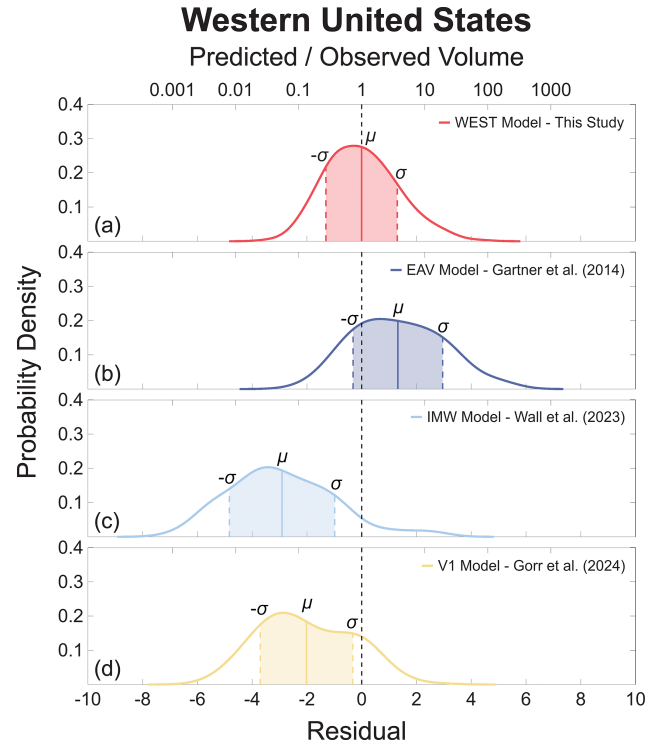 Western United States
Predicted / Observed Volume
0.001 0.01 0.1 1 10 100 1000
0.4
0.3
0.2
0.1
WEST Model - This Study
-σ μ σ
(a)
0.4
0.3
0.2
0.1
EAV Model - Gartner et al. (2014)
-σ μ σ
(b)
0.4
0.3
0.2
0.1
IMW Model - Wall et al. (2023)
-σ μ σ
(c)
0.4
0.3
0.2
0.1
V1 Model - Gorr et al. (2024)
-σ μ σ
(d)
Probability Density
-10 -8 -6 -4 -2 0 2 4 6 8 10
Residual